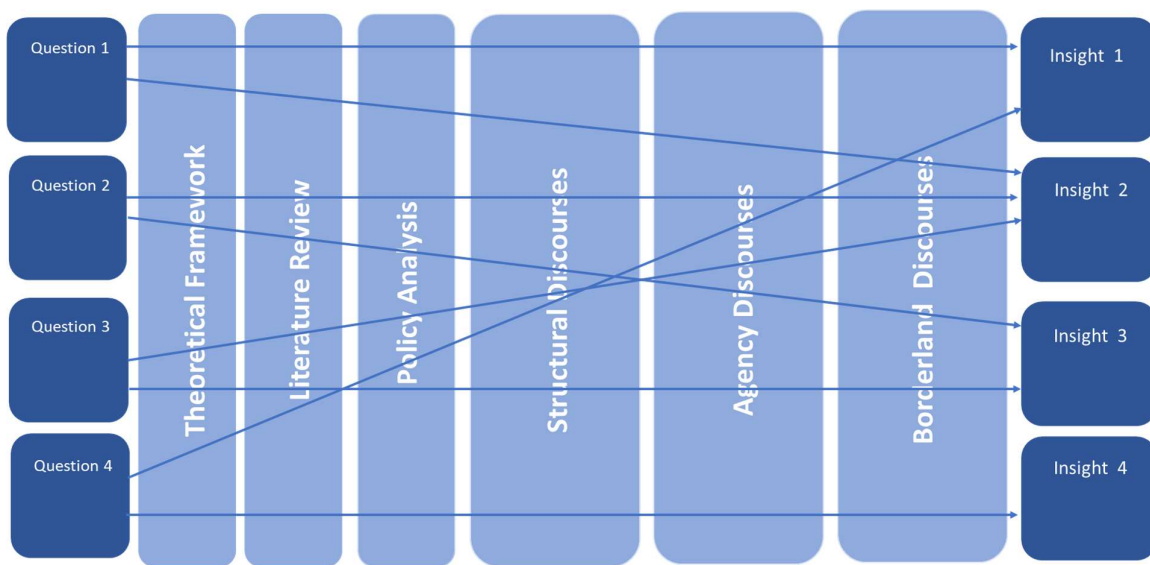 Question 1
Question 2
Question 3
Question 4
Theoretical Framework
Literature Review
Policy Analysis
Structural Discourses
Agency Discourses
Borderland Discourses
Insight 1
Insight 2
Insight 3
Insight 4